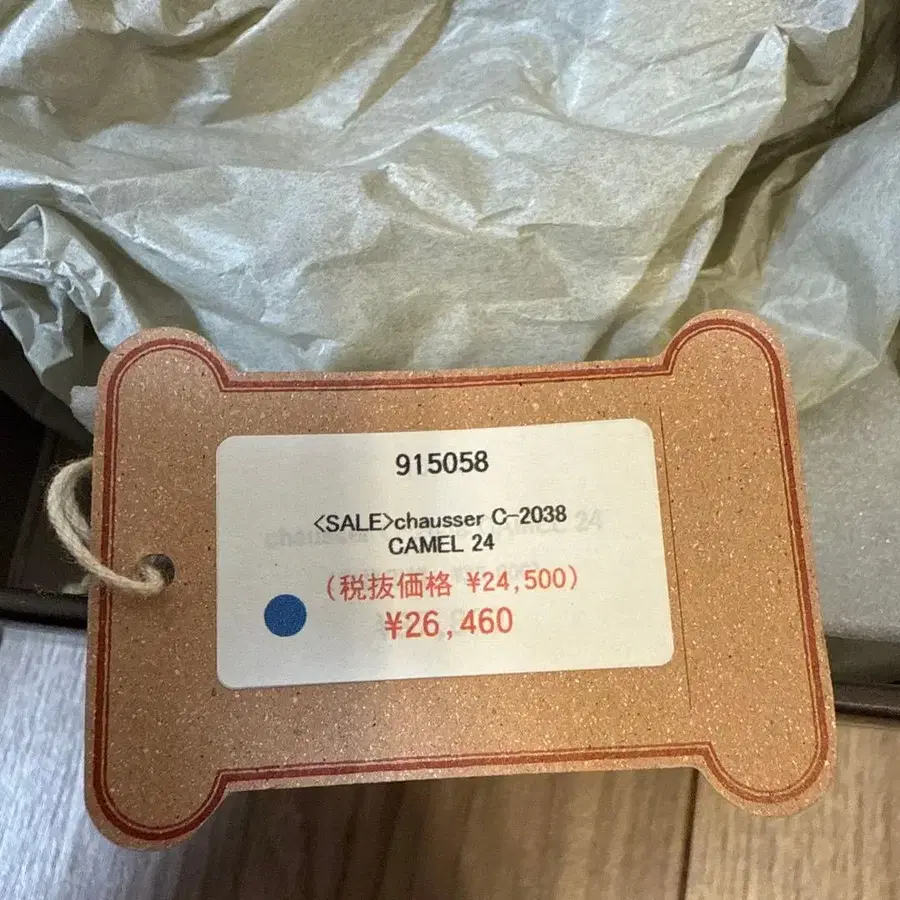 915058
<SALE>chausser C-2038
CAMEL 24
(税抜価格 ¥24,500)
¥26,460